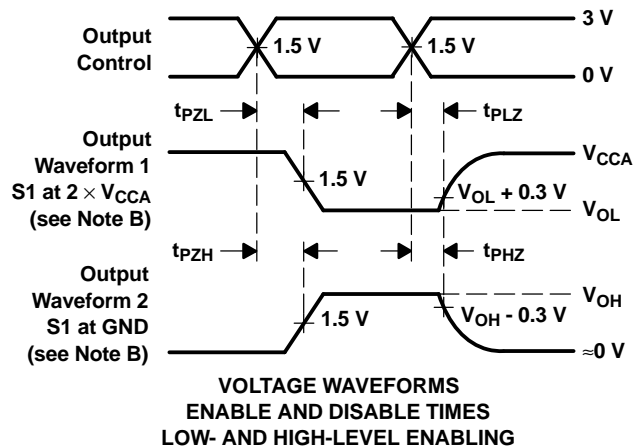 3 V
Output
Control
1.5 V
1.5 V
0 V
tPZL
tPLZ
Output
Waveform 1
S1 at 2 × VCCA
(see Note B)
VCCA
1.5 V
VOL + 0.3 V
VOL
tPZH
tPHZ
Output
Waveform 2
S1 at GND
(see Note B)
VOH
1.5 V
VOH - 0.3 V
≈0 V
VOLTAGE WAVEFORMS
ENABLE AND DISABLE TIMES
LOW- AND HIGH-LEVEL ENABLING